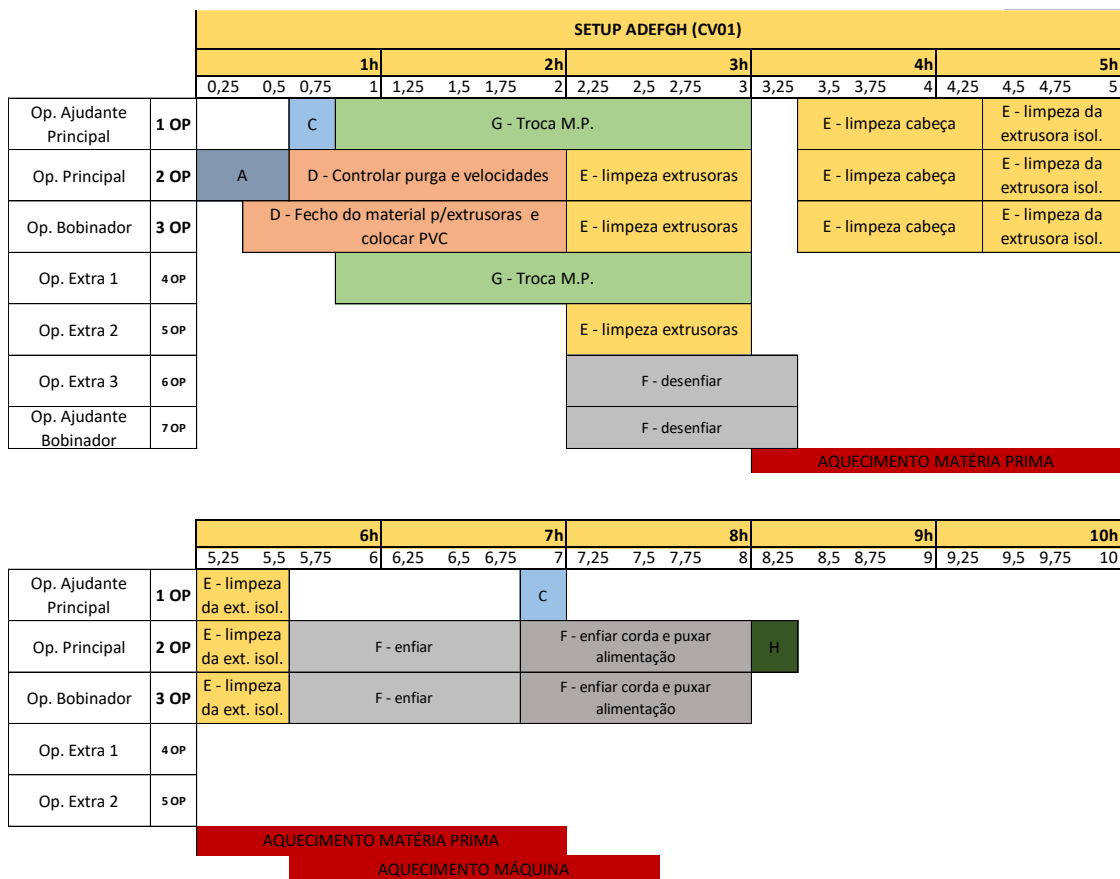 SETUP ADEFGH (CV01)
1h 2h 3h 4h 5h
0,25 0,5 0,75 1 1,25 1,5 1,75 2 2,25 2,5 2,75 3 3,25 3,5 3,75 4 4,25 4,5 4,75 5
Op. Ajudante
Principal
1 OP
C
G - Troca M.P.
E - limpeza cabeça
E - limpeza da
extrusora isol.
Op. Principal
2 OP
A
D - Controlar purga e velocidades
E - limpeza extrusoras
E - limpeza cabeça
E - limpeza da
extrusora isol.
Op. Bobinador
3 OP
D - Fecho do material p/extrusoras e
colocar PVC
E - limpeza extrusoras
E - limpeza cabeça
E - limpeza da
extrusora isol.
Op. Extra 1
4 OP
G - Troca M.P.
Op. Extra 2
5 OP
E - limpeza extrusoras
Op. Extra 3
6 OP
F - desenfiar
Op. Ajudante
Bobinador
7 OP
F - desenfiar
AQUECIMENTO MATÉRIA PRIMA
6h 7h 8h 9h 10h
5,25 5,5 5,75 6 6,25 6,5 6,75 7 7,25 7,5 7,75 8 8,25 8,5 8,75 9 9,25 9,5 9,75 10
Op. Ajudante
Principal
1 OP
E - limpeza
da ext. isol.
C
Op. Principal
2 OP
E - limpeza
da ext. isol.
F - enfiar
F - enfiar corda e puxar
alimentação
H
Op. Bobinador
3 OP
E - limpeza
da ext. isol.
F - enfiar
F - enfiar corda e puxar
alimentação
Op. Extra 1
4 OP
Op. Extra 2
5 OP
AQUECIMENTO MATÉRIA PRIMA
AQUECIMENTO MÁQUINA